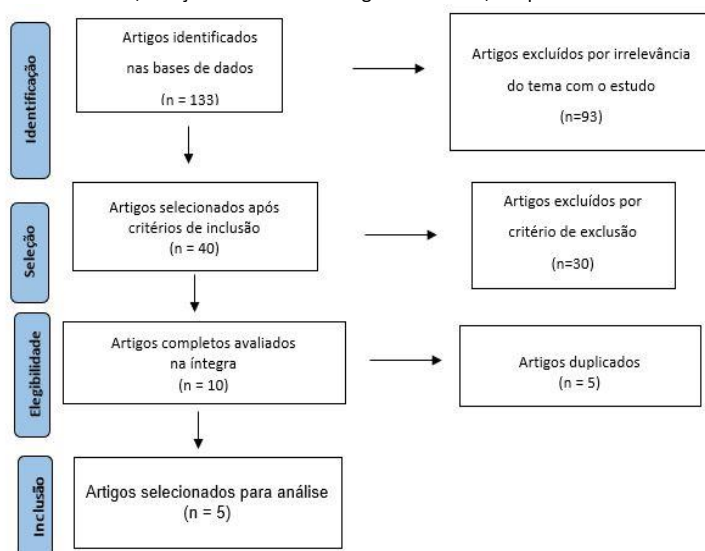 Identificação
Artigos identificados
nas bases de dados
(n = 133)
Artigos excluídos por irrelevância
do tema com o estudo
(n=93)
Seleção
Artigos selecionados após
critérios de inclusão
(n = 40)
Artigos excluídos por
critério de exclusão
(n=30)
Elegibilidade
Artigos completos avaliados
na íntegra
(n = 10)
Artigos duplicados
(n = 5)
Inclusão
Artigos selecionados para análise
(n = 5)